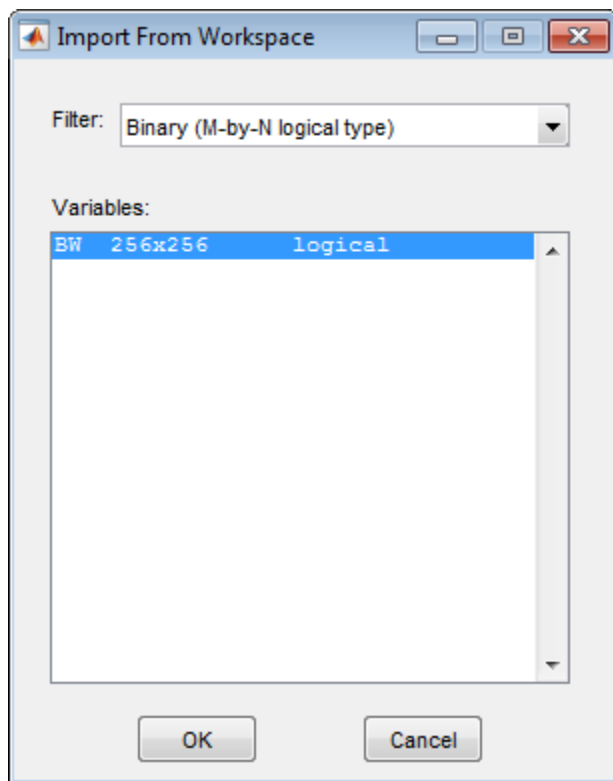 Import From Workspace
Filter: Binary (M-by-N logical type)
Variables:
BW 256x256 logical
OK Cancel